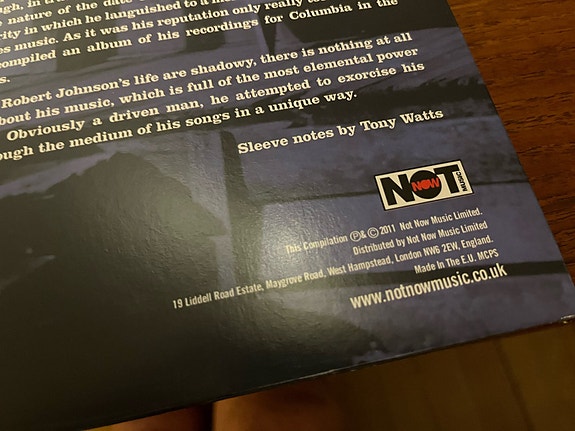 nature of the date
rity in which he languished to a m
es music. As it was his reputation only really to
compiled an album of his recordings for Columbia in the
s.
Robert Johnson's life are shadowy, there is nothing at all
bout his music, which is full of the most elemental power
Obviously a driven man, he attempted to exorcise his
ough the medium of his songs in a unique way.
Sleeve notes by Tony Watts
NOT NOW MUSIC
This Compilation ℗&© 2011 Not Now Music Limited.
Distributed by Not Now Music Limited
19 Liddell Road Estate, Maygrove Road, West Hampstead, London NW6 2EW, England.
Made In The E.U. MCPS
www.notnowmusic.co.uk